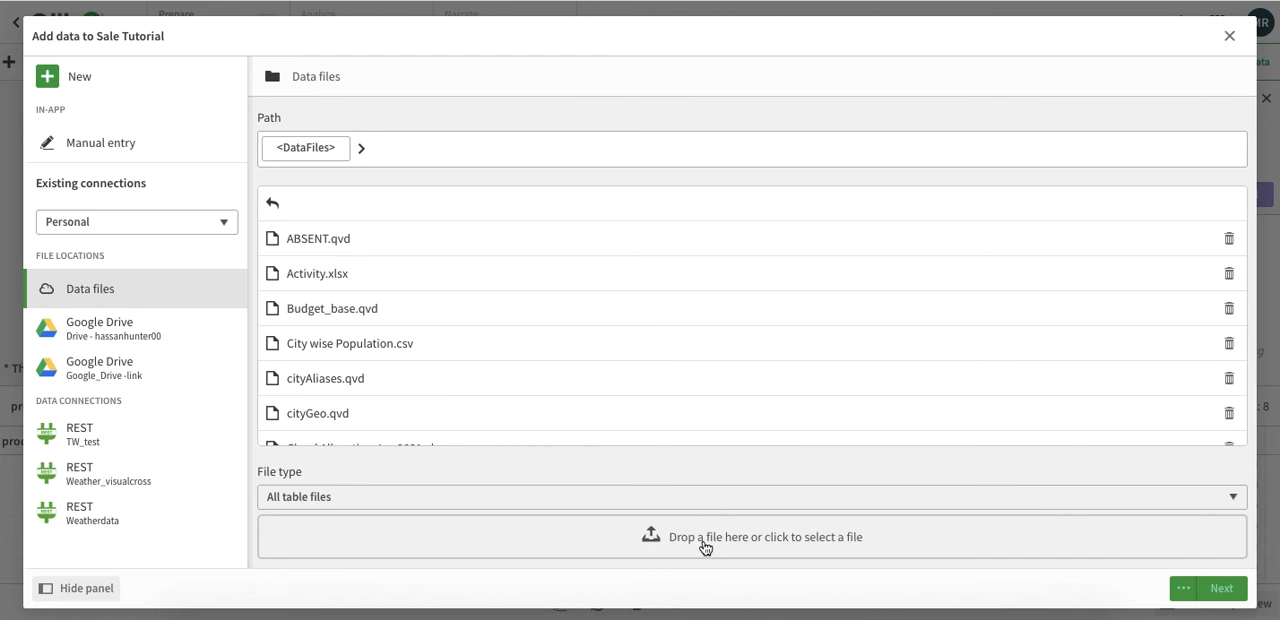 Prepare
Analyze
Narrate
Add data to Sale Tutorial
New
IN-APP
Manual entry
Existing connections
Personal
FILE LOCATIONS
Data files
Google Drive
Drive - hassanhunter00
Google Drive
Google_Drive -link
DATA CONNECTIONS
REST
TW_test
REST
Weather_visualcross
REST
Weatherdata
Hide panel
Data files
Path
<DataFiles>
ABSENT.qvd
Activity.xlsx
Budget_base.qvd
City wise Population.csv
cityAliases.qvd
cityGeo.qvd
File type
All table files
Drop a file here or click to select a file
Next